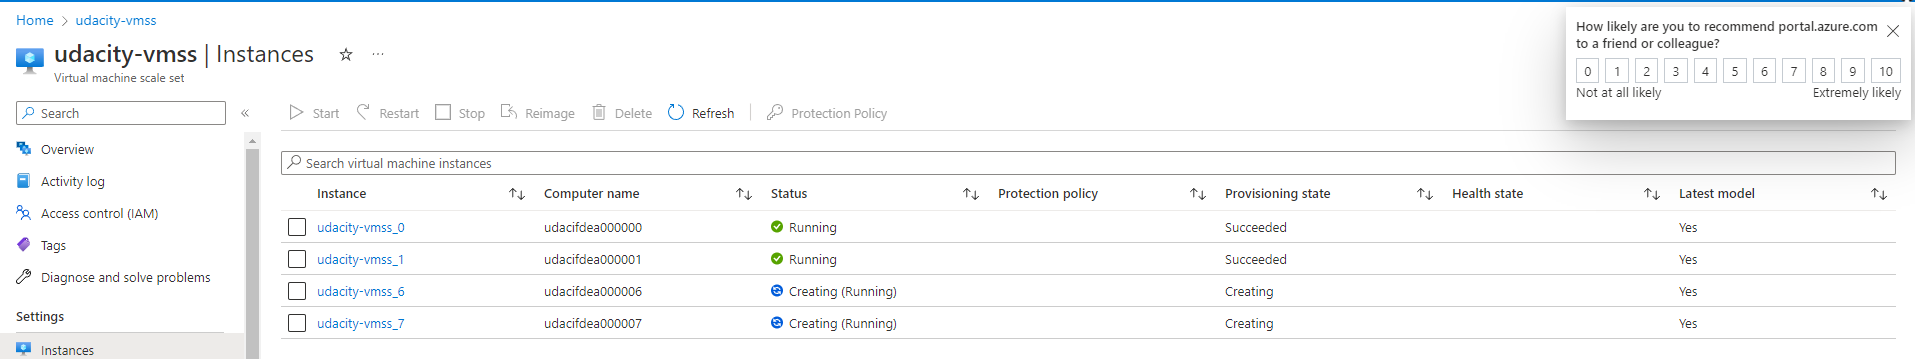 Home > udacity-vmss
How likely are you to recommend portal.azure.com
to a friend or colleague?
0 1 2 3 4 5 6 7 8 9 10
Not at all likely Extremely likely
udacity-vmss | Instances
Virtual machine scale set
Search
Start Restart Stop Reimage Delete Refresh Protection Policy
Overview
Activity log
Access control (IAM)
Tags
Diagnose and solve problems
Settings
Instances
Search virtual machine instances
Instance Computer name Status Protection policy Provisioning state Health state Latest model
udacity-vmss_0 udacifdea000000 Running Succeeded Yes
udacity-vmss_1 udacifdea000001 Running Succeeded Yes
udacity-vmss_6 udacifdea000006 Creating (Running) Creating Yes
udacity-vmss_7 udacifdea000007 Creating (Running) Creating Yes